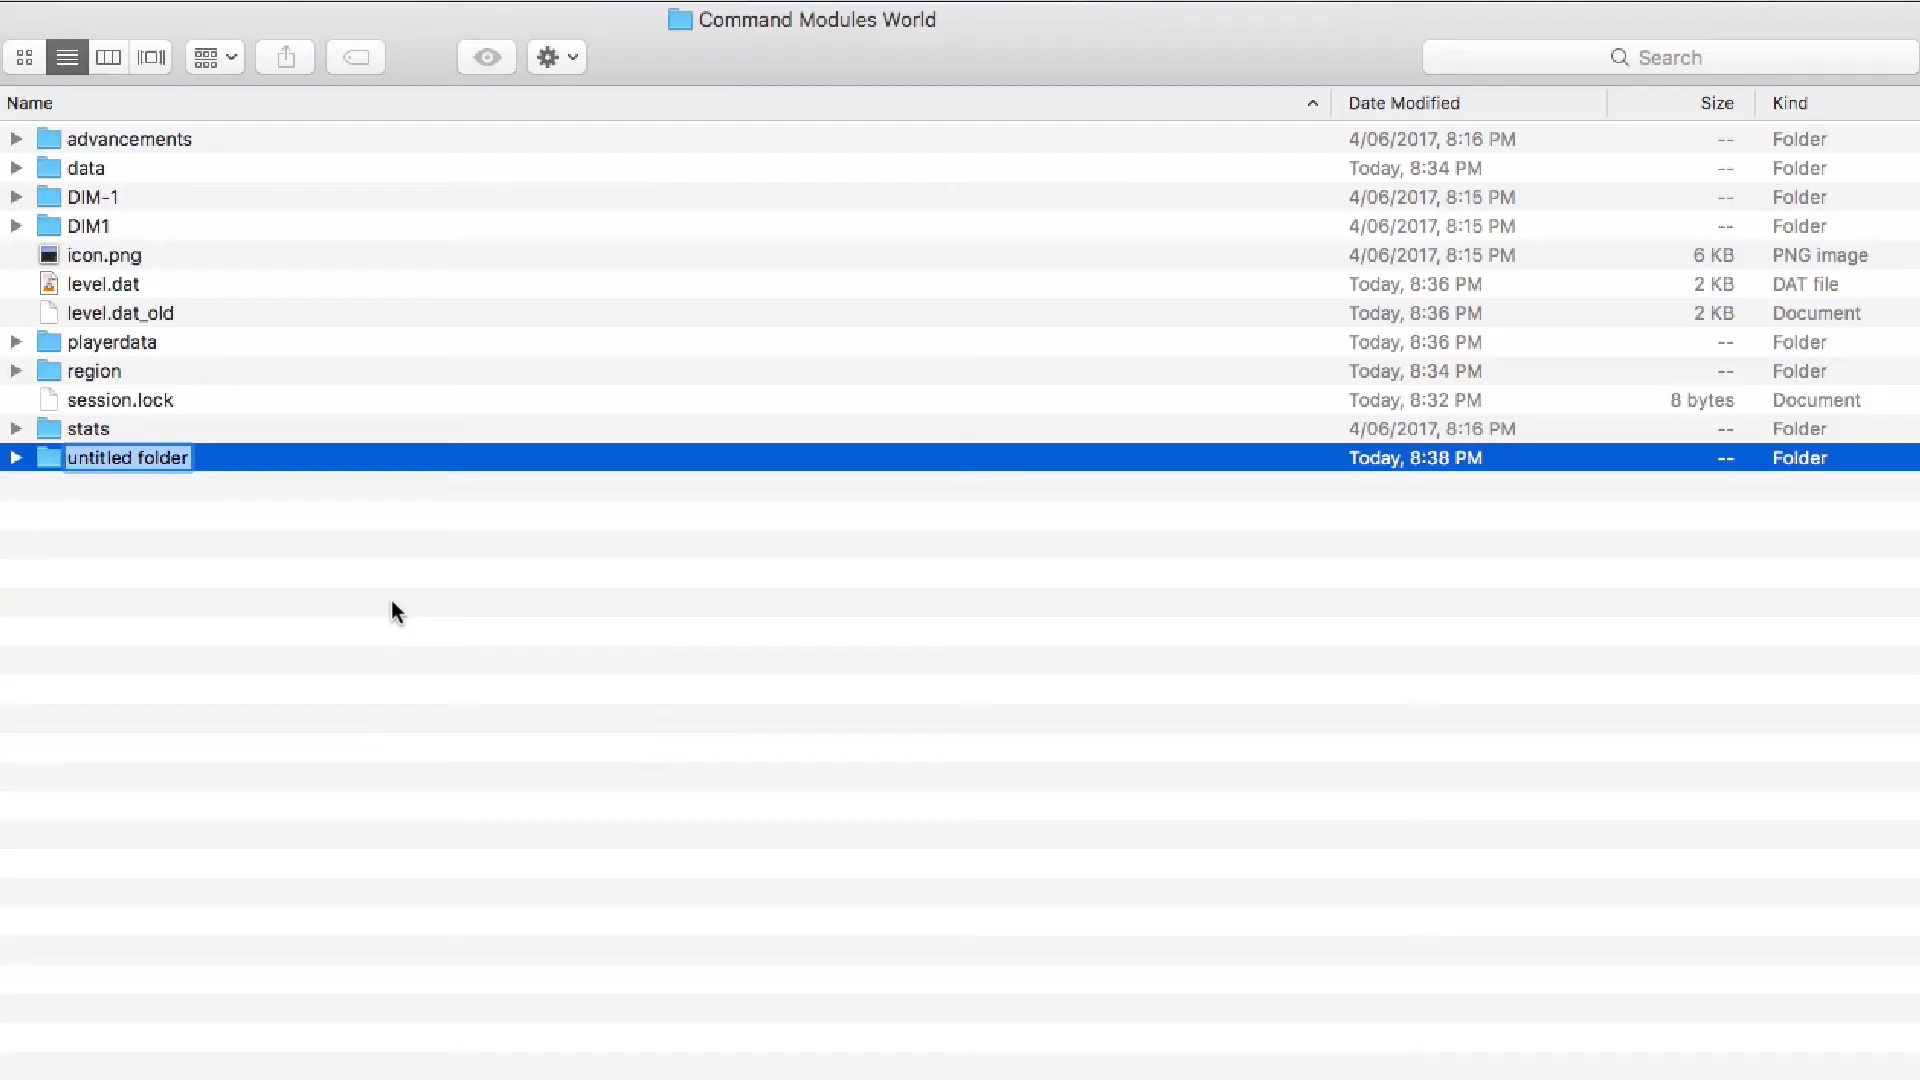 Command Modules World
Search
Name Date Modified Size Kind
advancements 4/06/2017, 8:16 PM -- Folder
data Today, 8:34 PM -- Folder
DIM-1 4/06/2017, 8:15 PM -- Folder
DIM1 4/06/2017, 8:15 PM -- Folder
icon.png 4/06/2017, 8:15 PM 6 KB PNG image
level.dat Today, 8:36 PM 2 KB DAT file
level.dat_old Today, 8:36 PM 2 KB Document
playerdata Today, 8:36 PM -- Folder
region Today, 8:34 PM -- Folder
session.lock Today, 8:32 PM 8 bytes Document
stats 4/06/2017, 8:16 PM -- Folder
untitled folder Today, 8:38 PM -- Folder